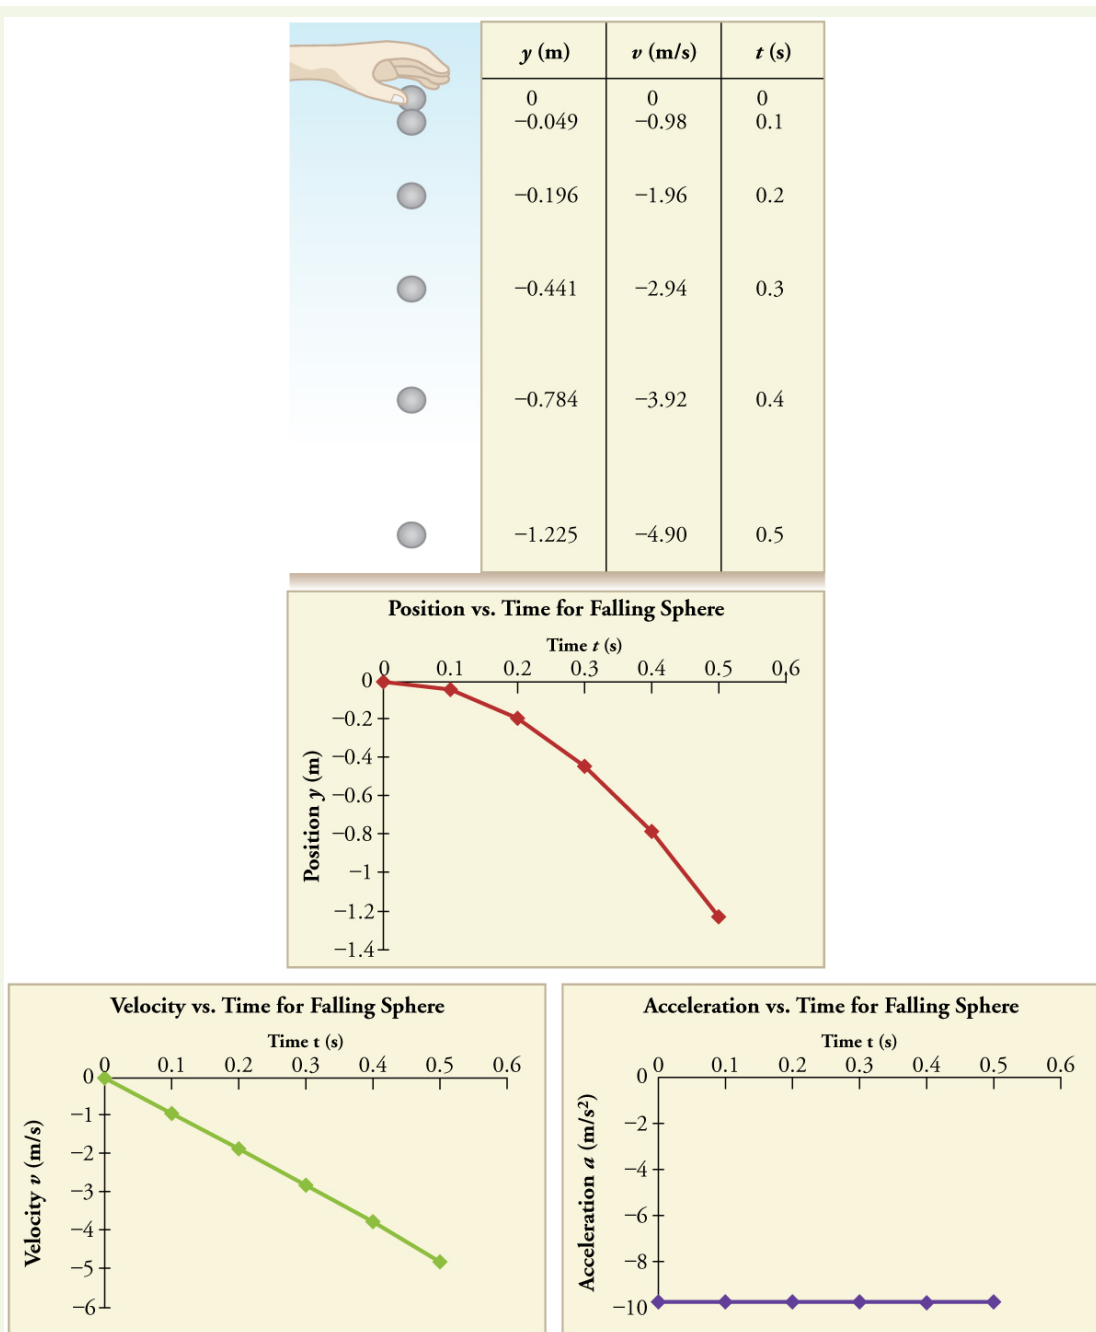 y (m) v (m/s) t (s)
0 0 0
−0.049 −0.98 0.1
−0.196 −1.96 0.2
−0.441 −2.94 0.3
−0.784 −3.92 0.4
−1.225 −4.90 0.5
Position vs. Time for Falling Sphere
Time t (s)
0 0.1 0.2 0.3 0.4 0.5 0.6
0
−0.2
−0.4
−0.6
−0.8
−1
−1.2
−1.4
Position y (m)
Velocity vs. Time for Falling Sphere
Time t (s)
0 0.1 0.2 0.3 0.4 0.5 0.6
0
−1
−2
−3
−4
−5
−6
Velocity v (m/s)
Acceleration vs. Time for Falling Sphere
Time t (s)
0 0.1 0.2 0.3 0.4 0.5 0.6
0
−2
−4
−6
−8
−10
Acceleration a (m/s²)